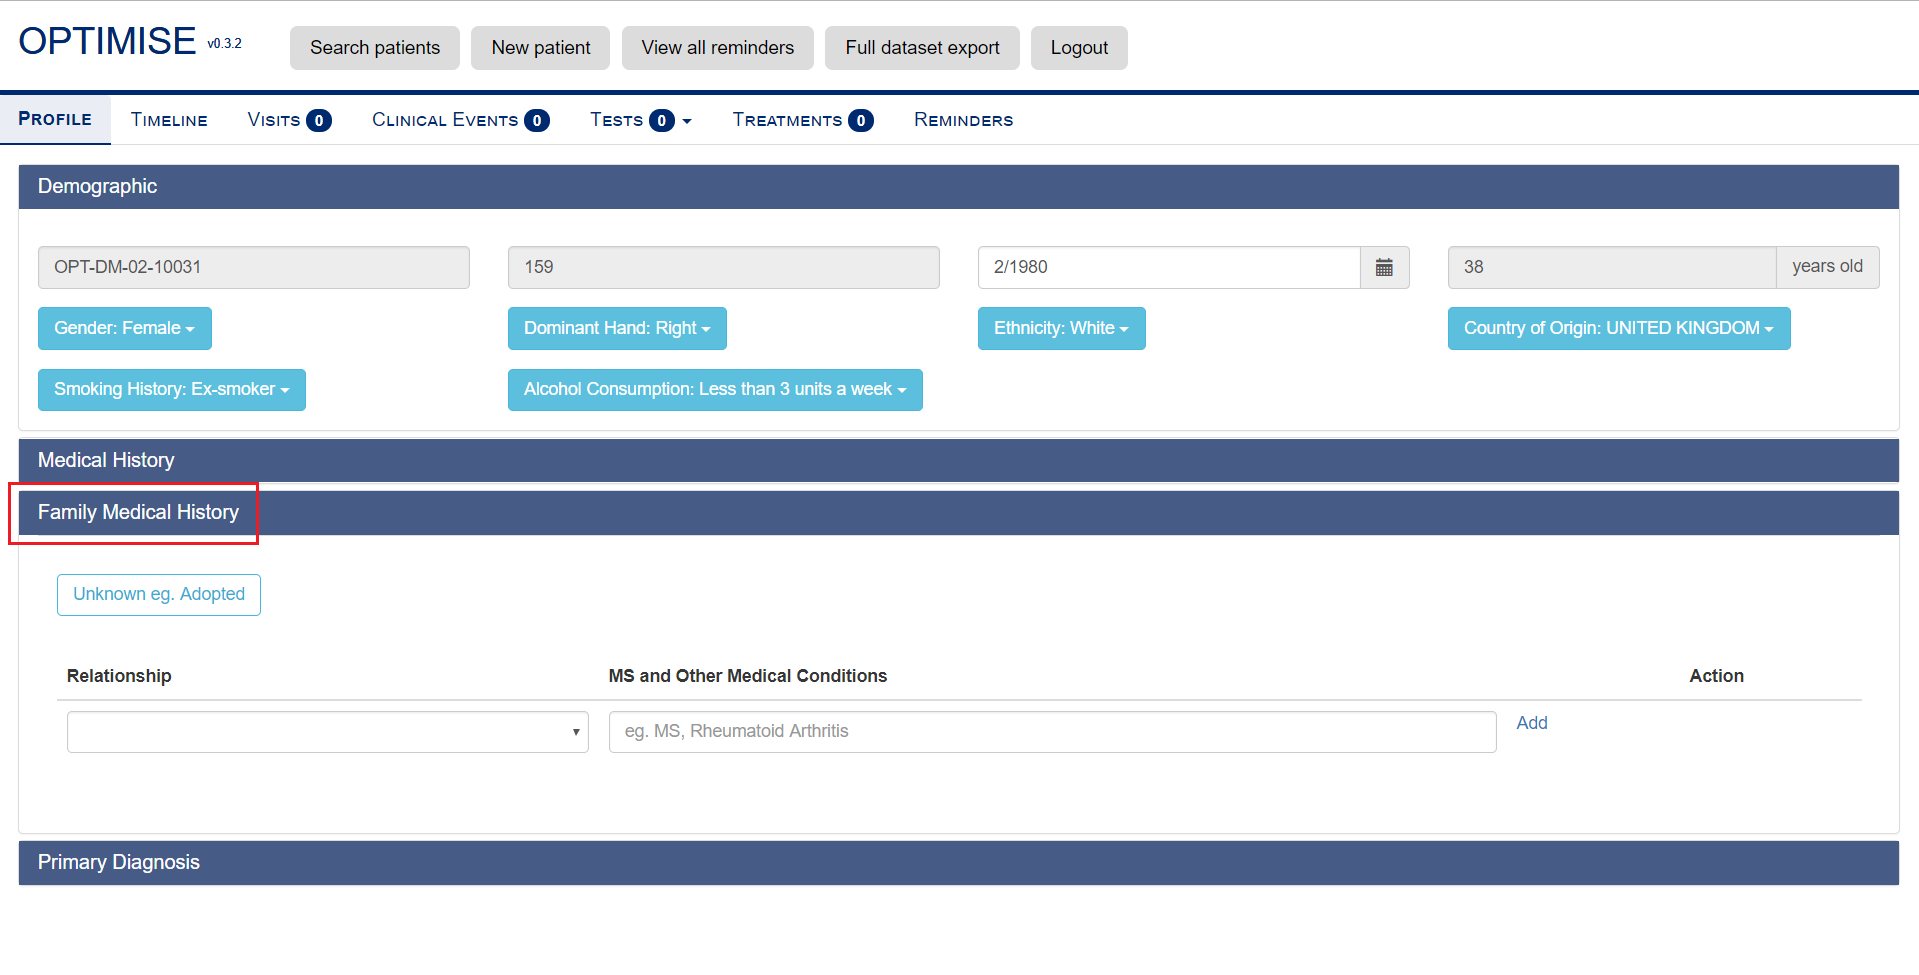 OPTIMISE v0.3.2 Search patients New patient View all reminders Full dataset export Logout
PROFILE TIMELINE VISITS 0 CLINICAL EVENTS 0 TESTS 0 TREATMENTS 0 REMINDERS
Demographic
OPT-DM-02-10031 159 2/1980 38 years old
Gender: Female Dominant Hand: Right Ethnicity: White Country of Origin: UNITED KINGDOM
Smoking History: Ex-smoker Alcohol Consumption: Less than 3 units a week
Medical History
Family Medical History
Unknown eg. Adopted
Relationship MS and Other Medical Conditions Action
eg. MS, Rheumatoid Arthritis Add
Primary Diagnosis